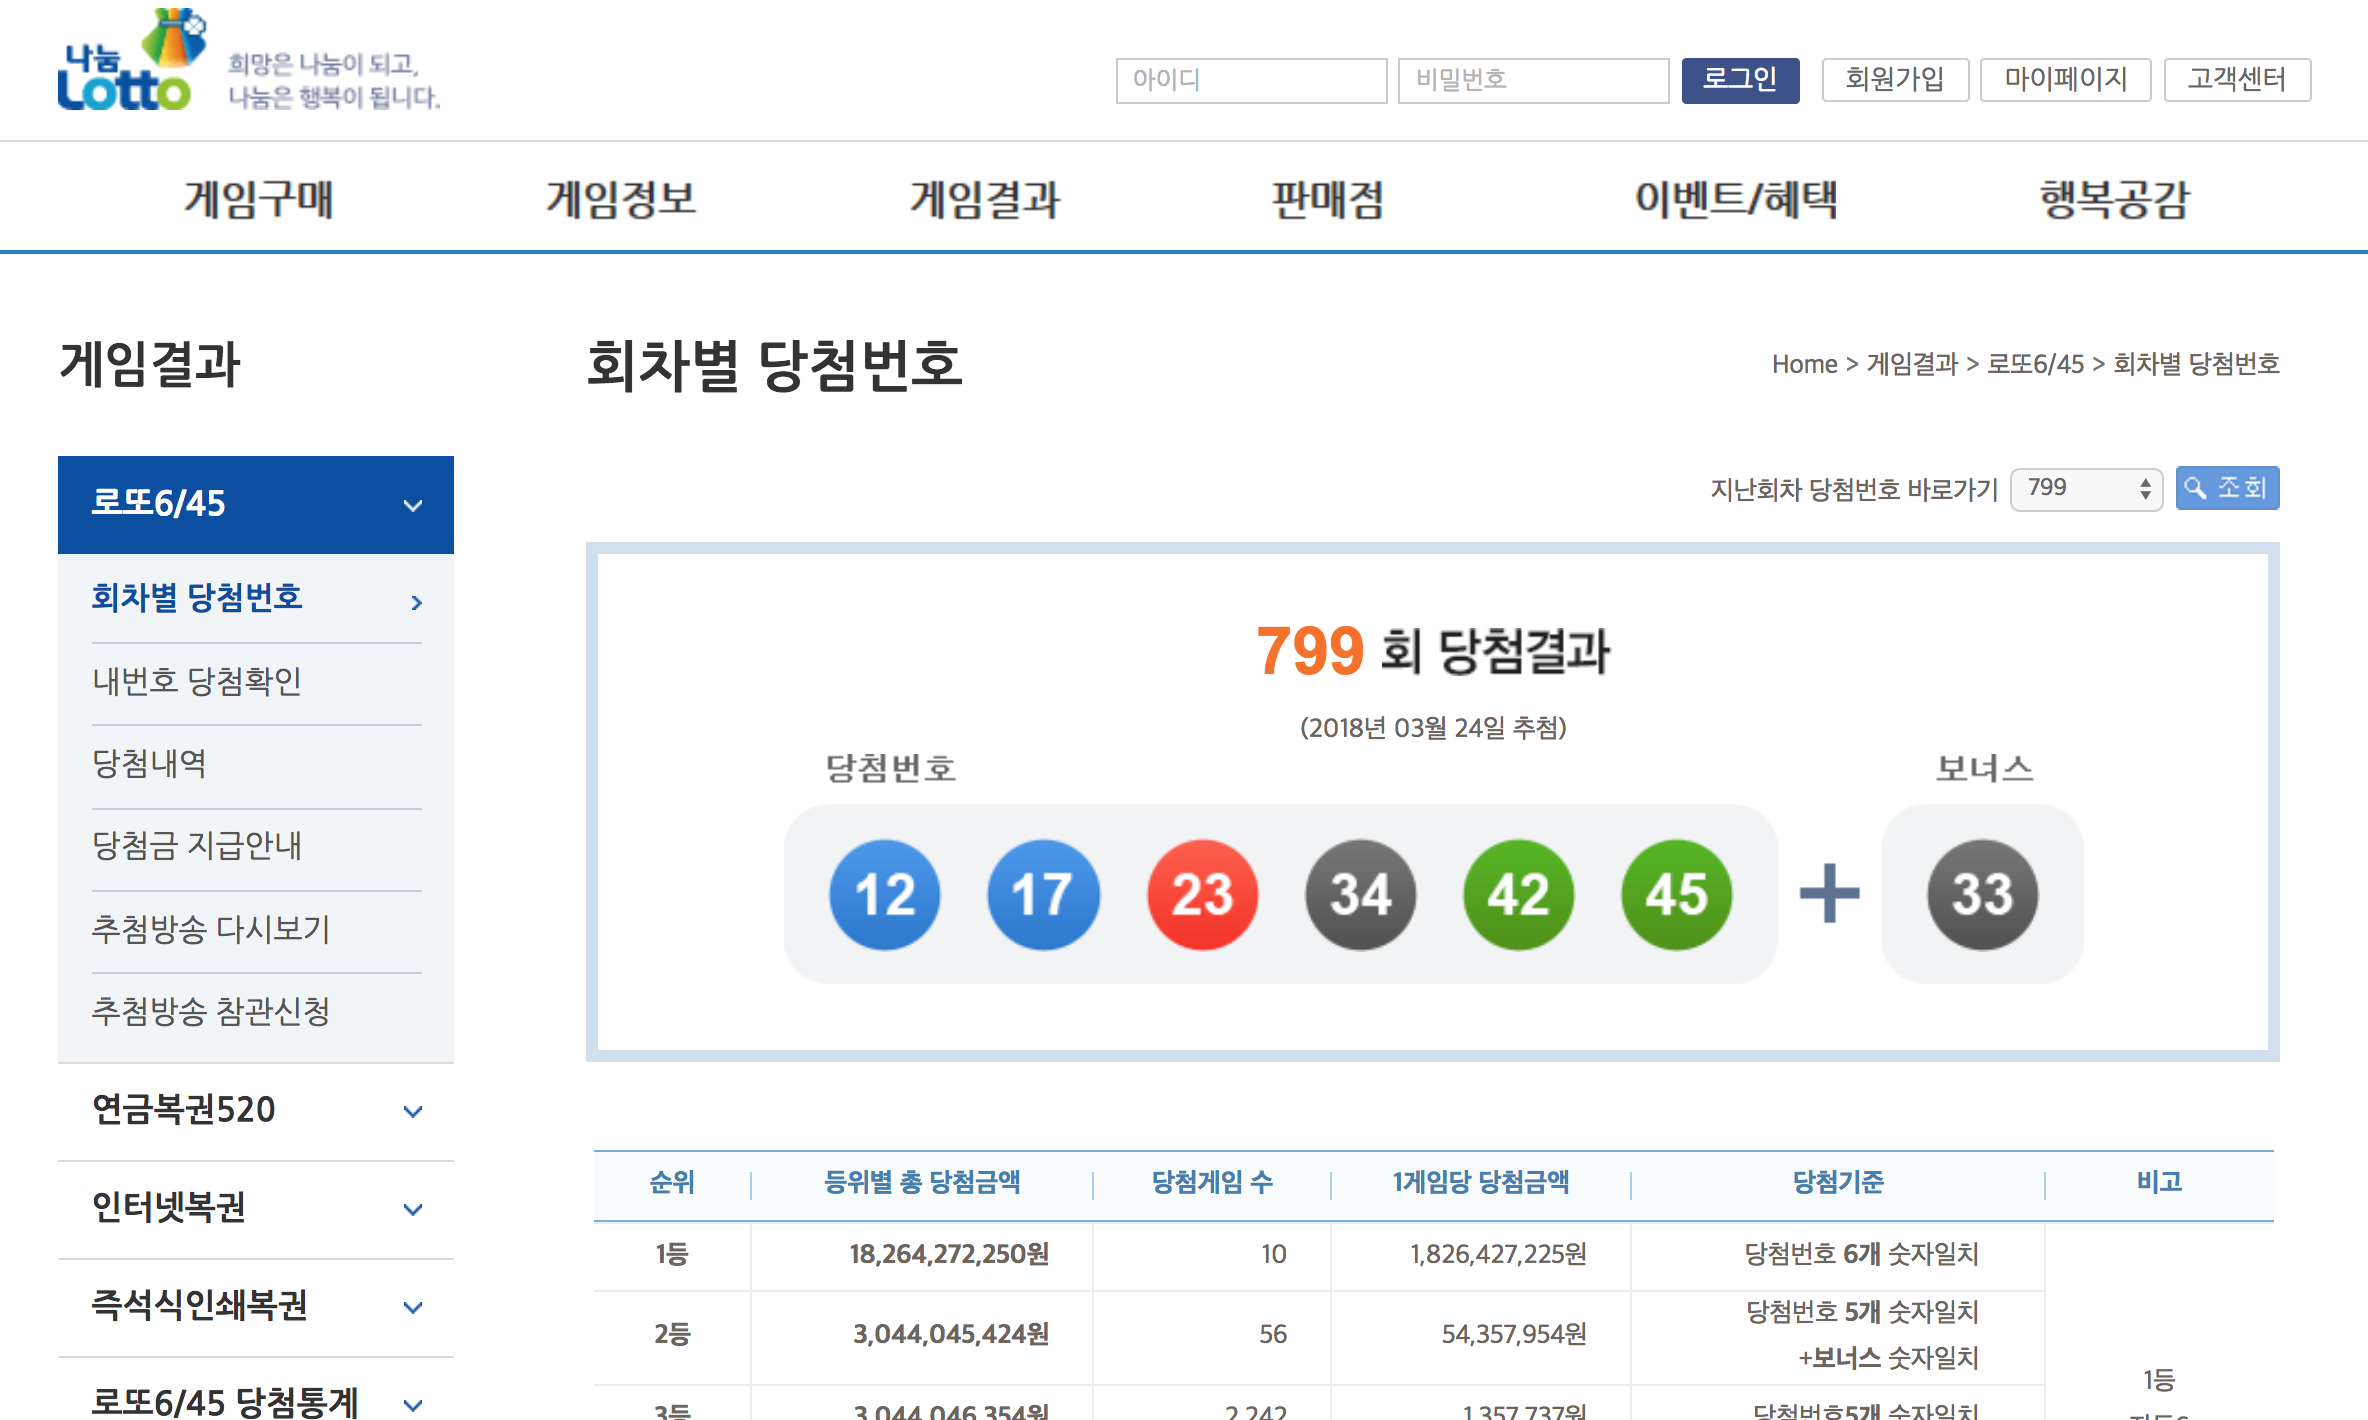 나눔
Lotto
희망은 나눔이 되고,
나눔은 행복이 됩니다.
아이디
비밀번호
로그인
회원가입
마이페이지
고객센터
게임구매
게임정보
게임결과
판매점
이벤트/혜택
행복공감
게임결과
로또6/45
회차별 당첨번호
내번호 당첨확인
당첨내역
당첨금 지급안내
추첨방송 다시보기
추첨방송 참관신청
연금복권520
인터넷복권
즉석식인쇄복권
로또6/45 당첨통계
회차별 당첨번호
Home > 게임결과 > 로또6/45 > 회차별 당첨번호
지난회차 당첨번호 바로가기 799 조회
799 회 당첨결과
(2018년 03월 24일 추첨)
당첨번호 보너스
12 17 23 34 42 45 + 33
순위 등위별 총 당첨금액 당첨게임 수 1게임당 당첨금액 당첨기준 비고
1등 18,264,272,250원 10 1,826,427,225원 당첨번호 6개 숫자일치
2등 3,044,045,424원 56 54,357,954원 당첨번호 5개 숫자일치
+보너스 숫자일치
1등
3등 3,044,046,354원 2,242 1,357,737원 당첨번호5개 숫자일치